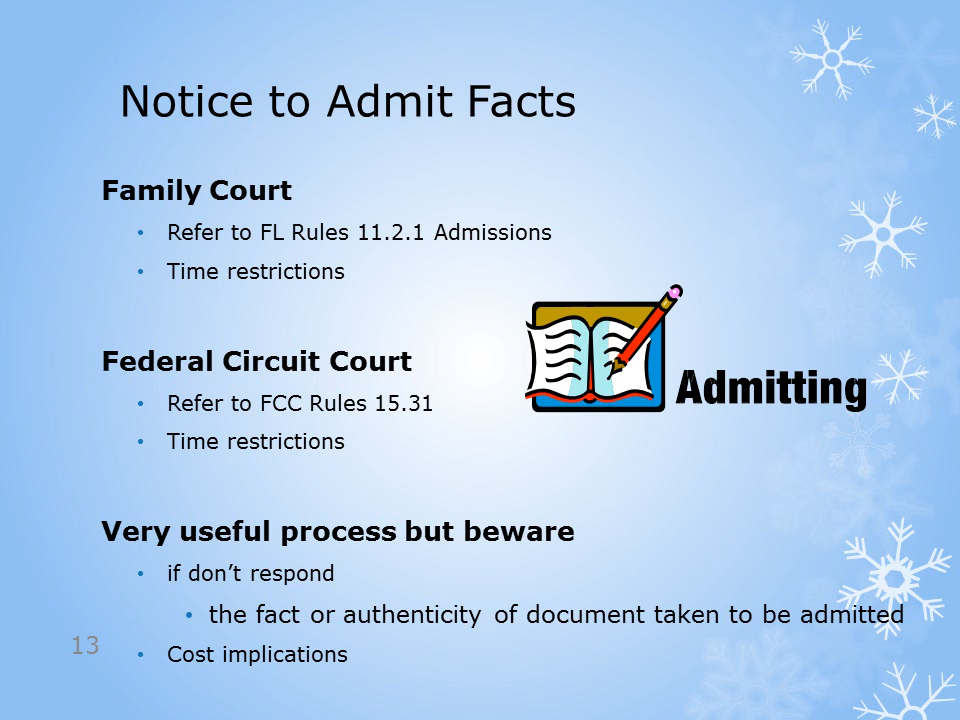 Notice to Admit Facts
Family Court
• Refer to FL Rules 11.2.1 Admissions
• Time restrictions
Federal Circuit Court
• Refer to FCC Rules 15.31
• Time restrictions
Admitting
Very useful process but beware
• if don’t respond
• the fact or authenticity of document taken to be admitted
• Cost implications
13